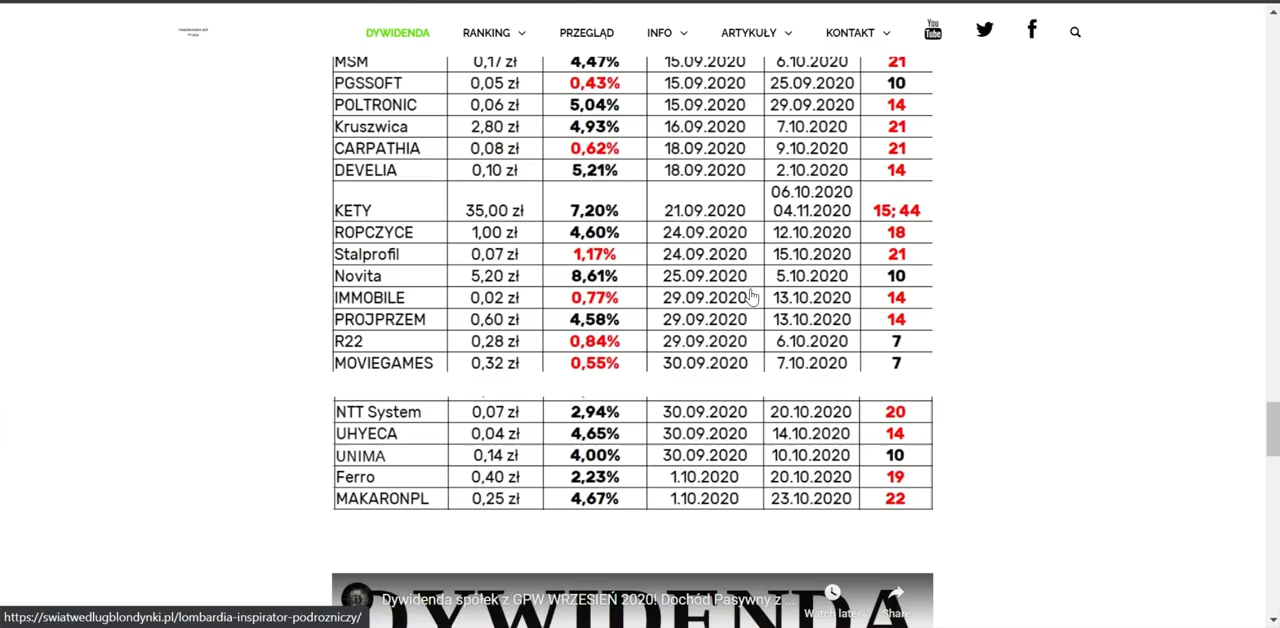 DYWIDENDA RANKING PRZEGLĄD INFO ARTYKUŁY KONTAKT You Tube
MSM 0,17 zł 4,47% 15.09.2020 6.10.2020 21
PGSSOFT 0,05 zł 0,43% 15.09.2020 25.09.2020 10
POLTRONIC 0,06 zł 5,04% 15.09.2020 29.09.2020 14
Kruszwica 2,80 zł 4,93% 16.09.2020 7.10.2020 21
CARPATHIA 0,08 zł 0,62% 18.09.2020 9.10.2020 21
DEVELIA 0,10 zł 5,21% 18.09.2020 2.10.2020 14
06.10.2020
KETY 35,00 zł 7,20% 21.09.2020 04.11.2020 15; 44
ROPCZYCE 1,00 zł 4,60% 24.09.2020 12.10.2020 18
Stalprofil 0,07 zł 1,17% 24.09.2020 15.10.2020 21
Novita 5,20 zł 8,61% 25.09.2020 5.10.2020 10
IMMOBILE 0,02 zł 0,77% 29.09.2020 13.10.2020 14
PROJPRZEM 0,60 zł 4,58% 29.09.2020 13.10.2020 14
R22 0,28 zł 0,84% 29.09.2020 6.10.2020 7
MOVIEGAMES 0,32 zł 0,55% 30.09.2020 7.10.2020 7
NTT System 0,07 zł 2,94% 30.09.2020 20.10.2020 20
UHYECA 0,04 zł 4,65% 30.09.2020 14.10.2020 14
UNIMA 0,14 zł 4,00% 30.09.2020 10.10.2020 10
Ferro 0,40 zł 2,23% 1.10.2020 20.10.2020 19
MAKARONPL 0,25 zł 4,67% 1.10.2020 23.10.2020 22
Dywidenda spółek z GPW WRZESIEŃ 2020! Dochód Pasywny z ...
Watch later Share
DYWIDENDA
https://swiatwedlugblondynki.pl/lombardia-inspirator-podrozniczy/